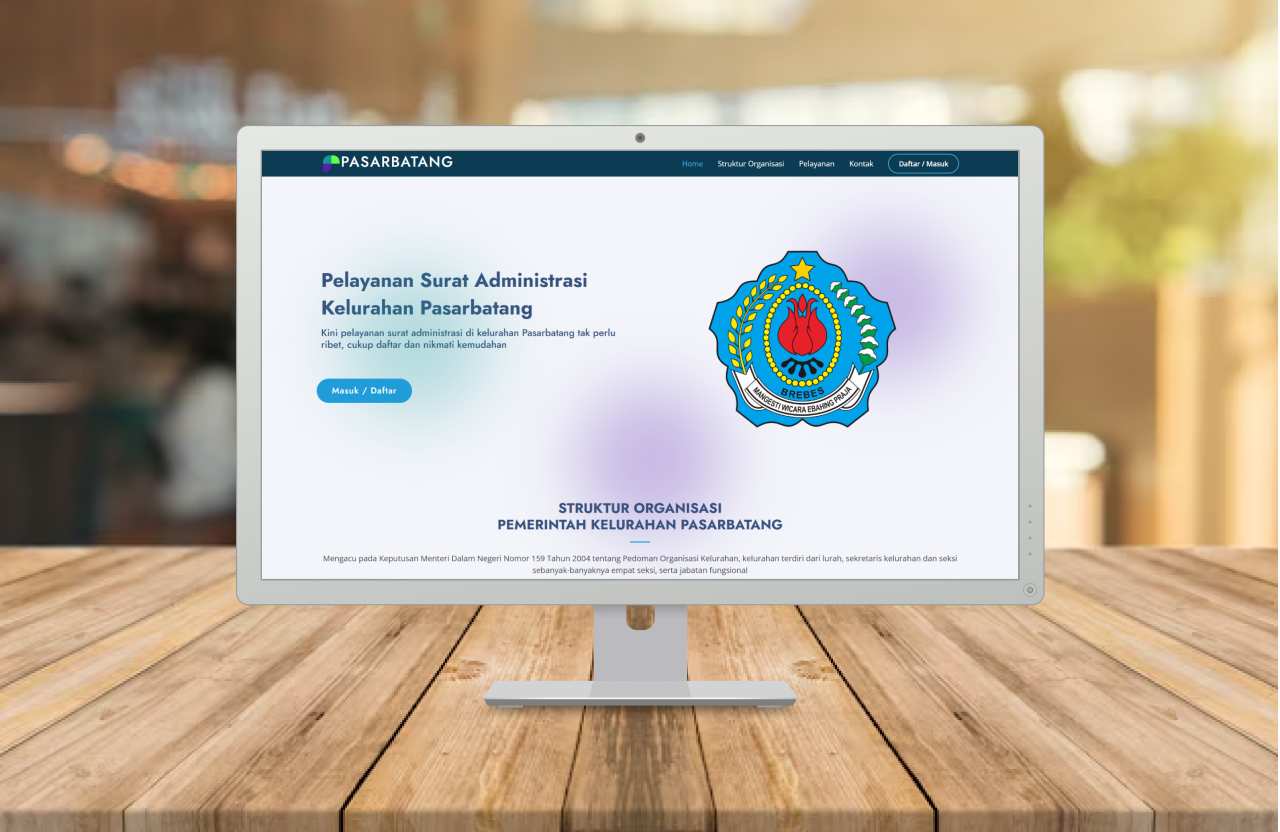 PASARBATANG
Home Struktur Organisasi Pelayanan Kontak Daftar / Masuk
Pelayanan Surat Administrasi
Kelurahan Pasarbatang
Kini pelayanan surat administrasi di kelurahan Pasarbatang tak perlu
ribet, cukup daftar dan nikmati kemudahan
Masuk / Daftar
BREBES
MANGESTI WICARA EBAHING PRAJA
STRUKTUR ORGANISASI
PEMERINTAH KELURAHAN PASARBATANG
Mengacu pada Keputusan Menteri Dalam Negeri Nomor 159 Tahun 2004 tentang Pedoman Organisasi Kelurahan, kelurahan terdiri dari lurah, sekretaris kelurahan dan seksi
sebanyak-banyaknya empat seksi, serta jabatan fungsional